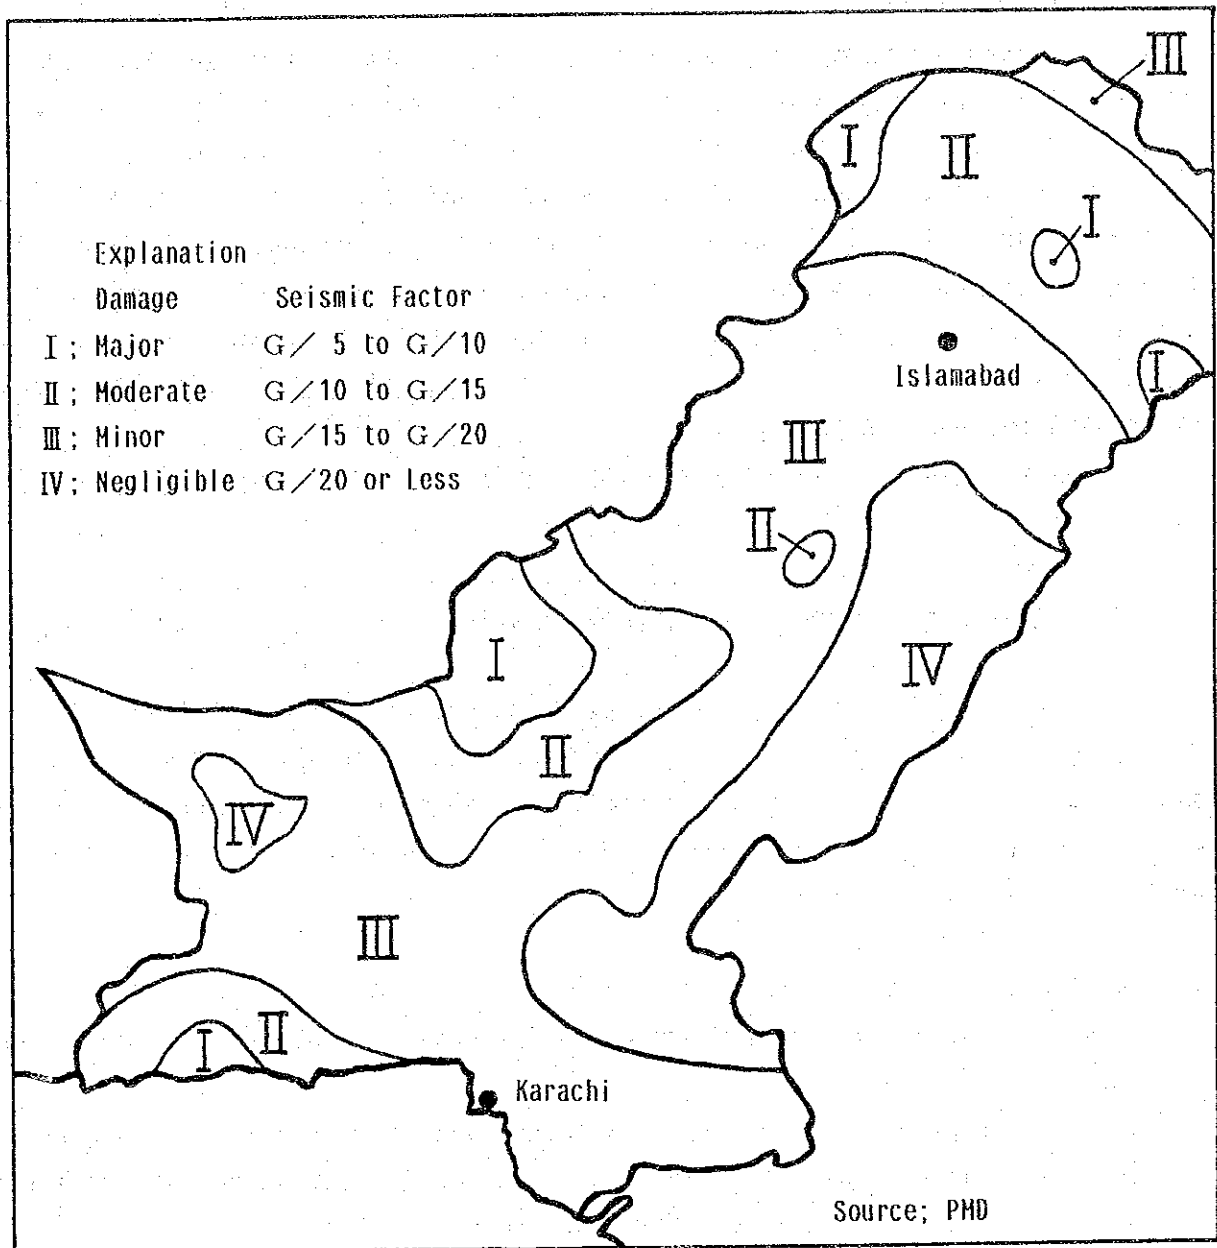 III
I
II
I
Explanation
Damage Seismic Factor
I ; Major G/ 5 to G/10
II ; Moderate G/10 to G/15
III ; Minor G/15 to G/20
IV ; Negligible G/20 or Less
Islamabad
I
III
II
I
IV
II
IV
III
II
I
Karachi
Source; PMD